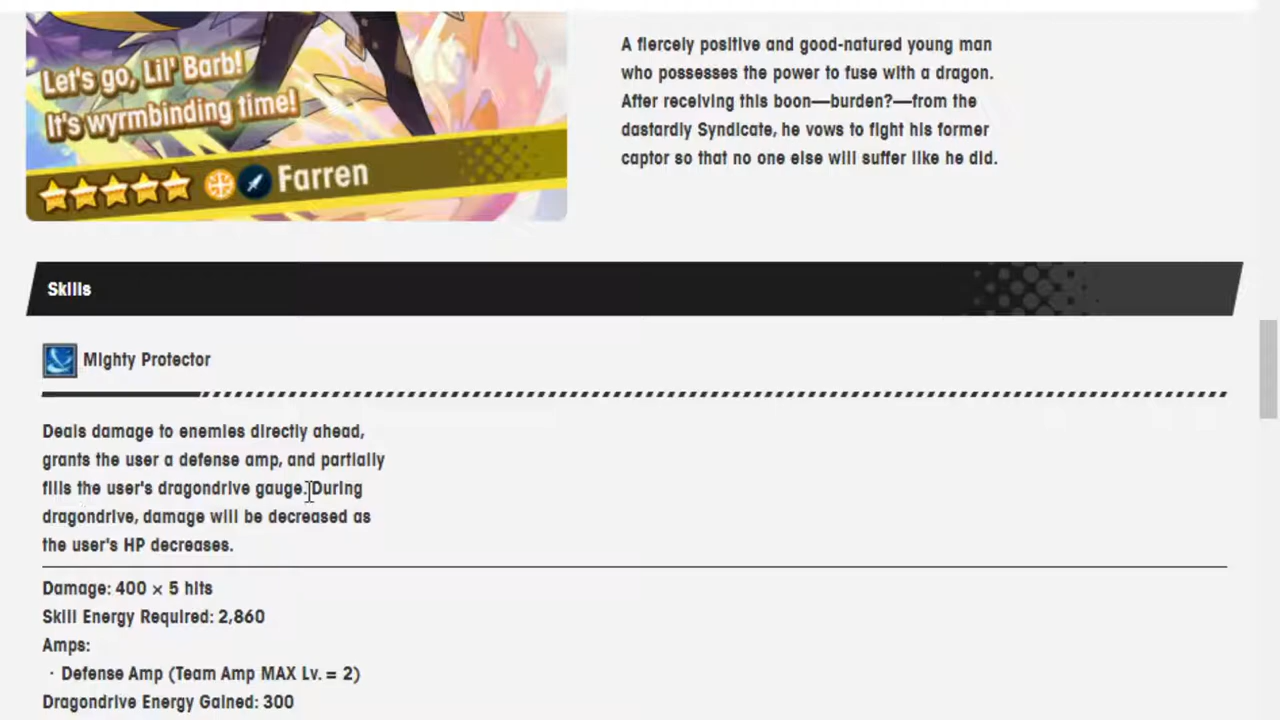 Let's go, Lil' Barb!
It's wyrmbinding time!
Farren
A fiercely positive and good-natured young man
who possesses the power to fuse with a dragon.
After receiving this boon—burden?—from the
dastardly Syndicate, he vows to fight his former
captor so that no one else will suffer like he did.
Skills
Mighty Protector
Deals damage to enemies directly ahead,
grants the user a defense amp, and partially
fills the user's dragondrive gauge. During
dragondrive, damage will be decreased as
the user's HP decreases.
Damage: 400 × 5 hits
Skill Energy Required: 2,860
Amps:
· Defense Amp (Team Amp MAX Lv. = 2)
Dragondrive Energy Gained: 300